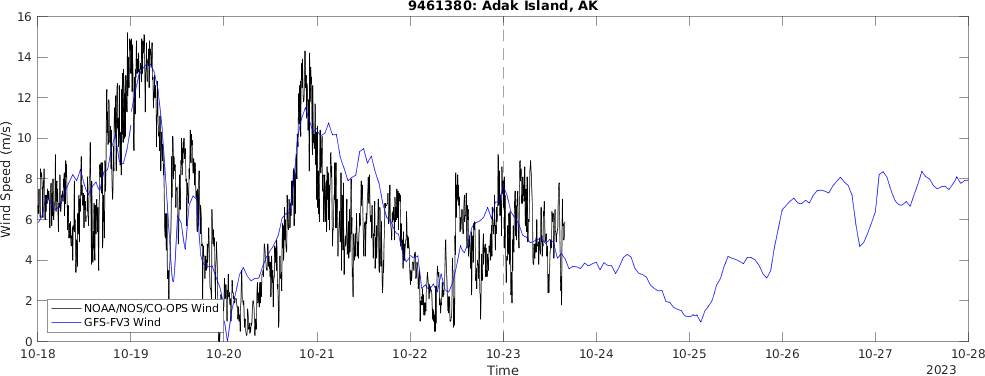 9461380: Adak Island, AK
Wind Speed (m/s)
16
14
12
10
8
6
4
2
0
NOAA/NOS/CO-OPS Wind
GFS-FV3 Wind
10-18 10-19 10-20 10-21 10-22 10-23 10-24 10-25 10-26 10-27 10-28
Time
2023